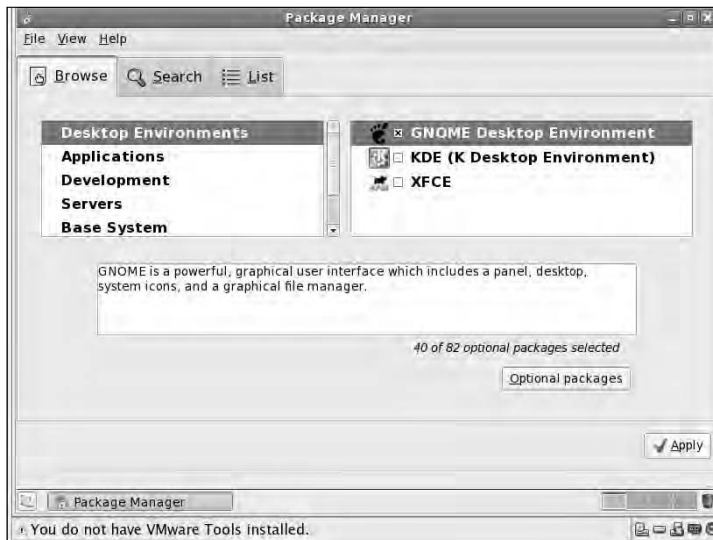 Package Manager
File View Help
Browse Search List
Desktop Environments
Applications
Development
Servers
Base System
GNOME Desktop Environment
KDE (K Desktop Environment)
XFCE
GNOME is a powerful, graphical user interface which includes a panel, desktop,
system icons, and a graphical file manager.
40 of 82 optional packages selected
Optional packages
Apply
Package Manager
You do not have VMware Tools installed.